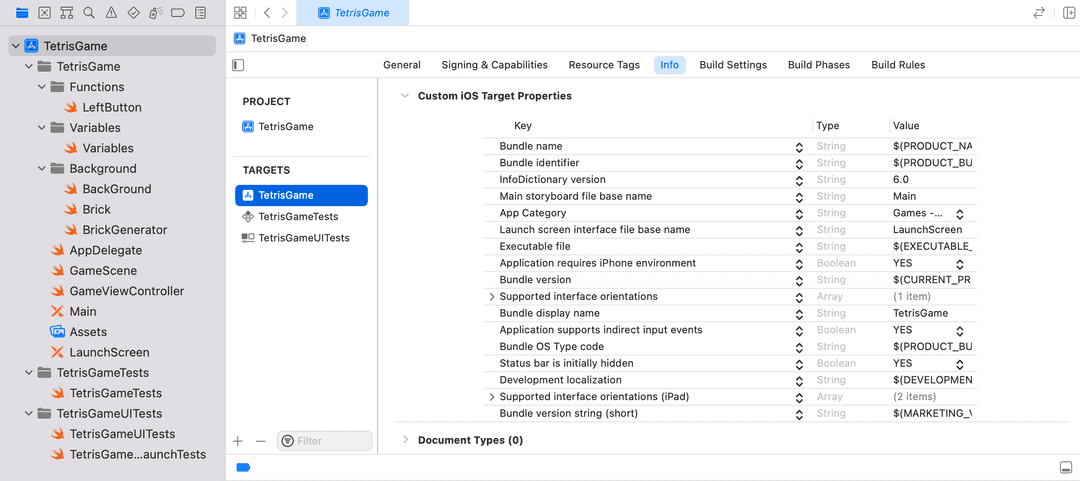 TetrisGame
TetrisGame
TetrisGame
TetrisGame
Functions
LeftButton
Variables
Variables
Background
BackGround
Brick
BrickGenerator
AppDelegate
GameScene
GameViewController
Main
Assets
LaunchScreen
TetrisGameTests
TetrisGameTests
TetrisGameUITests
TetrisGameUITests
TetrisGame...aunchTests
General Signing & Capabilities Resource Tags Info Build Settings Build Phases Build Rules
PROJECT
TetrisGame
TARGETS
TetrisGame
TetrisGameTests
TetrisGameUITests
Filter
Custom iOS Target Properties
Key Type Value
Bundle name String $(PRODUCT_NA
Bundle identifier String $(PRODUCT_BU
InfoDictionary version String 6.0
Main storyboard file base name String Main
App Category String Games -...
Launch screen interface file base name String LaunchScreen
Executable file String $(EXECUTABLE_
Application requires iPhone environment Boolean YES
Bundle version String $(CURRENT_PR
Supported interface orientations Array (1 item)
Bundle display name String TetrisGame
Application supports indirect input events Boolean YES
Bundle OS Type code String $(PRODUCT_BU
Status bar is initially hidden Boolean YES
Development localization String $(DEVELOPMEN
Supported interface orientations (iPad) Array (2 items)
Bundle version string (short) String $(MARKETING_V
Document Types (0)